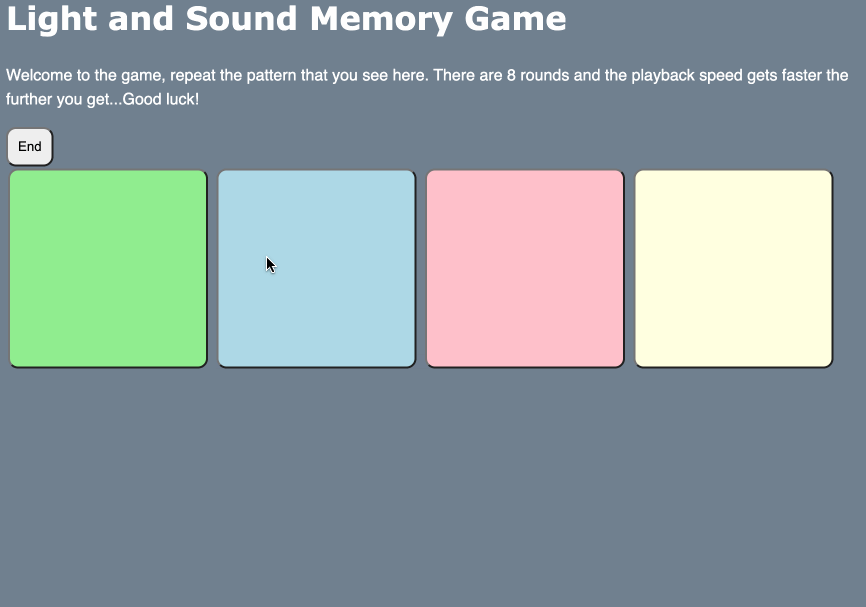 Light and Sound Memory Game
Welcome to the game, repeat the pattern that you see here. There are 8 rounds and the playback speed gets faster the
further you get...Good luck!
End